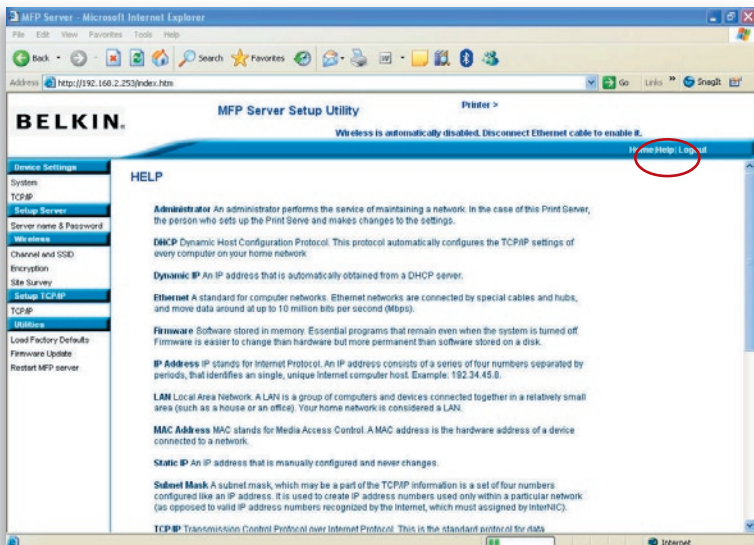 MFP Server - Microsoft Internet Explorer
File Edit View Favorites Tools Help
Back Search Favorites
Address http://192.168.2.253/index.htm Go Links » SnagIt
BELKIN.
MFP Server Setup Utility
Printer >
Wireless is automatically disabled. Disconnect Ethernet cable to enable it.
Home|Help|Logout
Device Settings
System
TCP/IP
Setup Server
Server name & Password
Wireless
Channel and SSID
Encryption
Site Survey
Setup TCP/IP
TCP/IP
Utilities
Load Factory Defaults
Firmware Update
Restart MFP server
HELP
Administrator An administrator performs the service of maintaining a network. In the case of this Print Server,
the person who sets up the Print Serve and makes changes to the settings.
DHCP Dynamic Host Configuration Protocol. This protocol automatically configures the TCP/IP settings of
every computer on your home network
Dynamic IP An IP address that is automatically obtained from a DHCP server.
Ethernet A standard for computer networks. Ethernet networks are connected by special cables and hubs,
and move data around at up to 10 million bits per second (Mbps).
Firmware Software stored in memory. Essential programs that remain even when the system is turned off.
Firmware is easier to change than hardware but more permanent than software stored on a disk.
IP Address IP stands for Internet Protocol. An IP address consists of a series of four numbers separated by
periods, that identifies an single, unique Internet computer host. Example: 192.34.45.8.
LAN Local Area Network. A LAN is a group of computers and devices connected together in a relatively small
area (such as a house or an office). Your home network is considered a LAN.
MAC Address MAC stands for Media Access Control. A MAC address is the hardware address of a device
connected to a network.
Static IP An IP address that is manually configured and never changes.
Subnet Mask A subnet mask, which may be a part of the TCP/IP information is a set of four numbers
configured like an IP address. It is used to create IP address numbers used only within a particular network
(as opposed to valid IP address numbers recognized by the Internet, which must assigned by InterNIC).
TCP/IP Transmission Control Protocol over Internet Protocol. This is the standard protocol for data
Internet